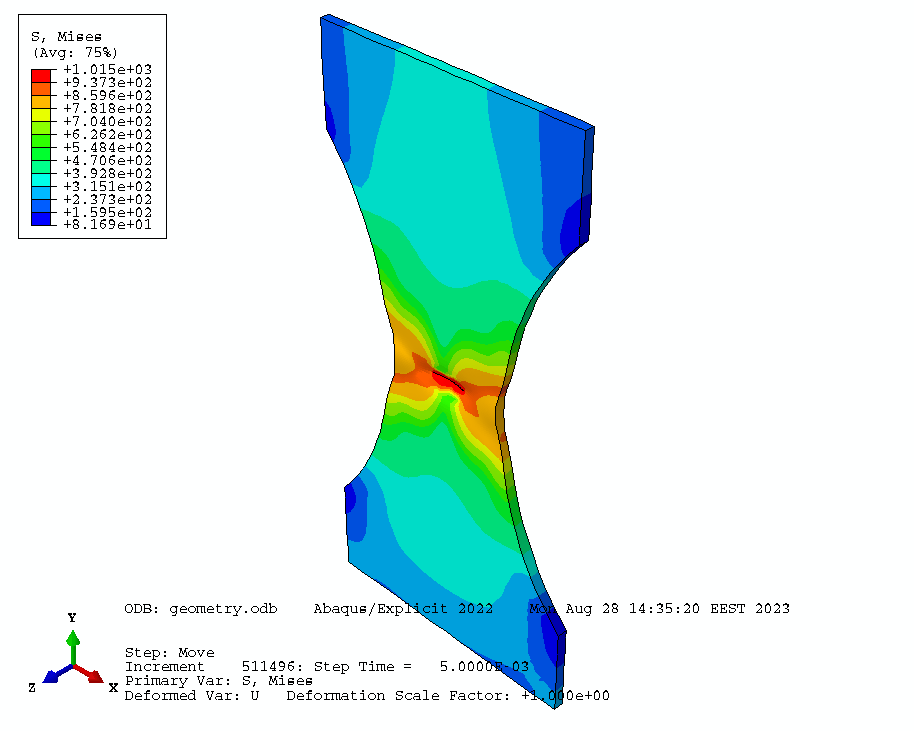 S, Mises
(Avg: 75%)
+1.015e+03
+9.373e+02
+8.596e+02
+7.818e+02
+7.040e+02
+6.262e+02
+5.484e+02
+4.706e+02
+3.928e+02
+3.151e+02
+2.373e+02
+1.595e+02
+8.169e+01
ODB: geometry.odb    Abaqus/Explicit 2022    Mon Aug 28 14:35:20 EEST 2023
Y
Z
X
Step: Move
Increment    511496: Step Time =    5.0000E-03
Primary Var: S, Mises
Deformed Var: U   Deformation Scale Factor: +1.000e+00